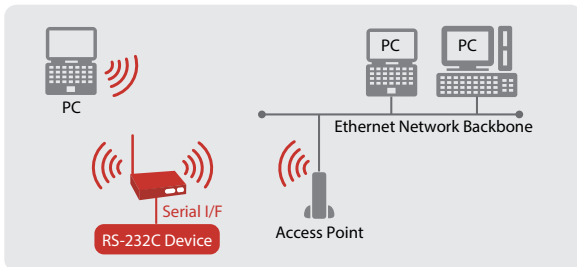 PC
PC
PC
Ethernet Network Backbone
Serial I/F
RS-232C Device
Access Point